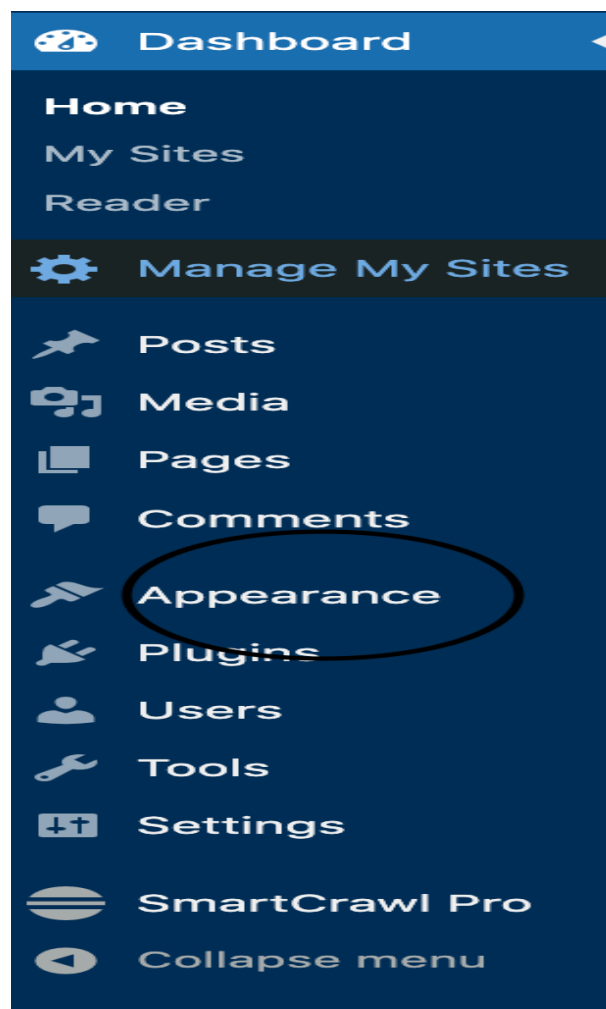 Dashboard
Home
My Sites
Reader
Manage My Sites
Posts
Media
Pages
Comments
Appearance
Plugins
Users
Tools
Settings
SmartCrawl Pro
Collapse menu